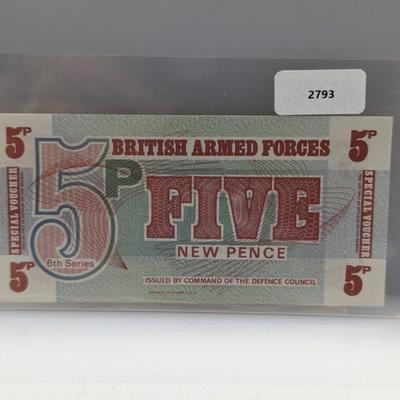 2793
5P
BRITISH ARMED FORCES
5P
SPECIAL VOUCHER
5P
FIVE
SPECIAL VOUCHER
NEW PENCE
6th Series
5P
ISSUED BY COMMAND OF THE DEFENCE COUNCIL
5P